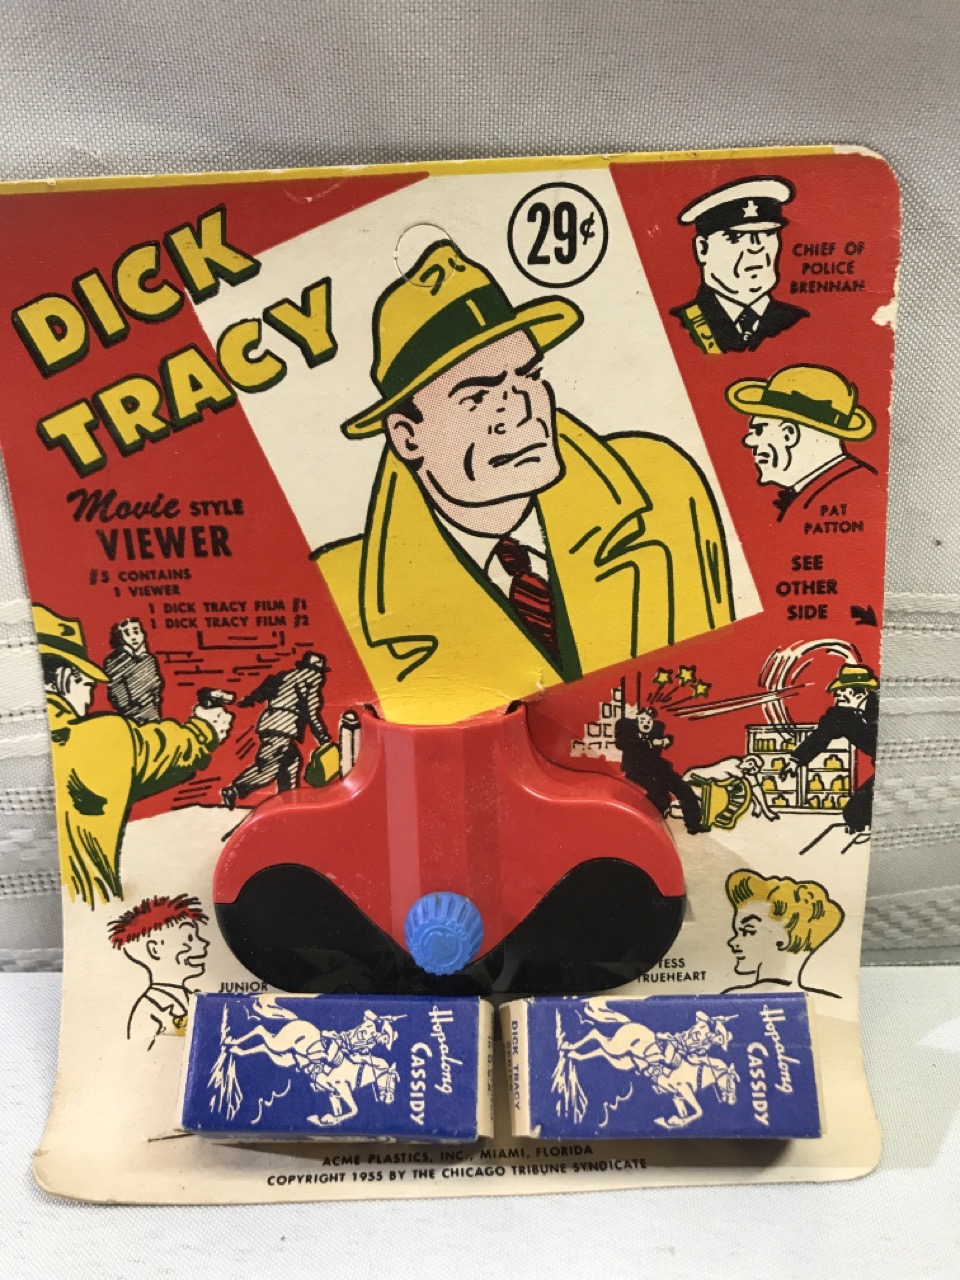 DICK
TRACY
29¢
CHIEF OF
POLICE
BRENNAN
Movie STYLE
VIEWER
#5 CONTAINS
1 VIEWER
1 DICK TRACY FILM #1
1 DICK TRACY FILM #2
PAT
PATTON
SEE
OTHER
SIDE
JUNIOR
TESS
TRUEHEART
Hopalong
CASSIDY
DICK TRACY
Hopalong
CASSIDY
ACME PLASTICS, INC., MIAMI, FLORIDA
COPYRIGHT 1955 BY THE CHICAGO TRIBUNE SYNDICATE